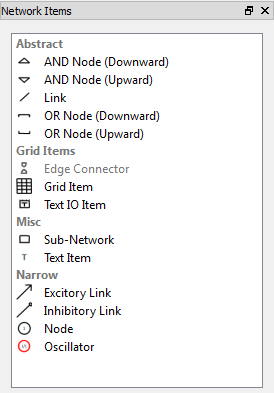 Network Items
Abstract
AND Node (Downward)
AND Node (Upward)
Link
OR Node (Downward)
OR Node (Upward)
Grid Items
Edge Connector
Grid Item
Text IO Item
Misc
Sub-Network
T Text Item
Narrow
Excitory Link
Inhibitory Link
Node
Oscillator